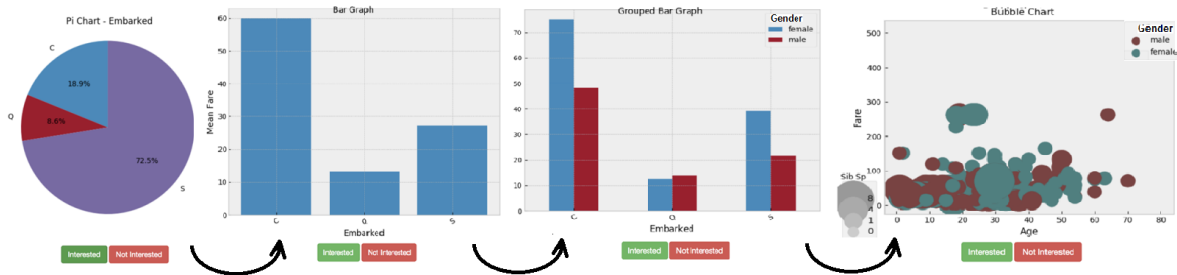 Pi Chart - Embarked
C
18.9%
Q
8.6%
72.5%
S
Interested
Not Interested
Bar Graph
60
50
40
30
20
10
0
Mean Fare
C
Q
S
Embarked
Interested
Not Interested
Grouped Bar Graph
Gender
female
male
70
60
50
40
30
20
10
0
C
Q
S
Embarked
Interested
Not Interested
Bubble Chart
Gender
male
female
500
400
300
200
100
0
Fare
Sib Sp
8
4
1
0
0
10
20
30
40
50
60
70
80
Age
Interested
Not Interested